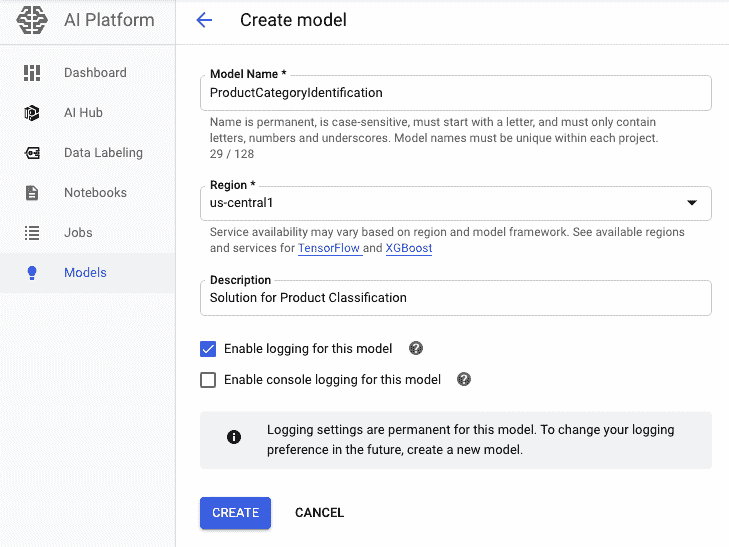 AI Platform
Create model
Dashboard
AI Hub
Data Labeling
Notebooks
Jobs
Models
Model Name *
ProductCategoryIdentification
Name is permanent, is case-sensitive, must start with a letter, and must only contain
letters, numbers and underscores. Model names must be unique within each project.
29 / 128
Region *
us-central1
Service availability may vary based on region and model framework. See available regions
and services for TensorFlow and XGBoost
Description
Solution for Product Classification
Enable logging for this model
Enable console logging for this model
Logging settings are permanent for this model. To change your logging
preference in the future, create a new model.
CREATE
CANCEL